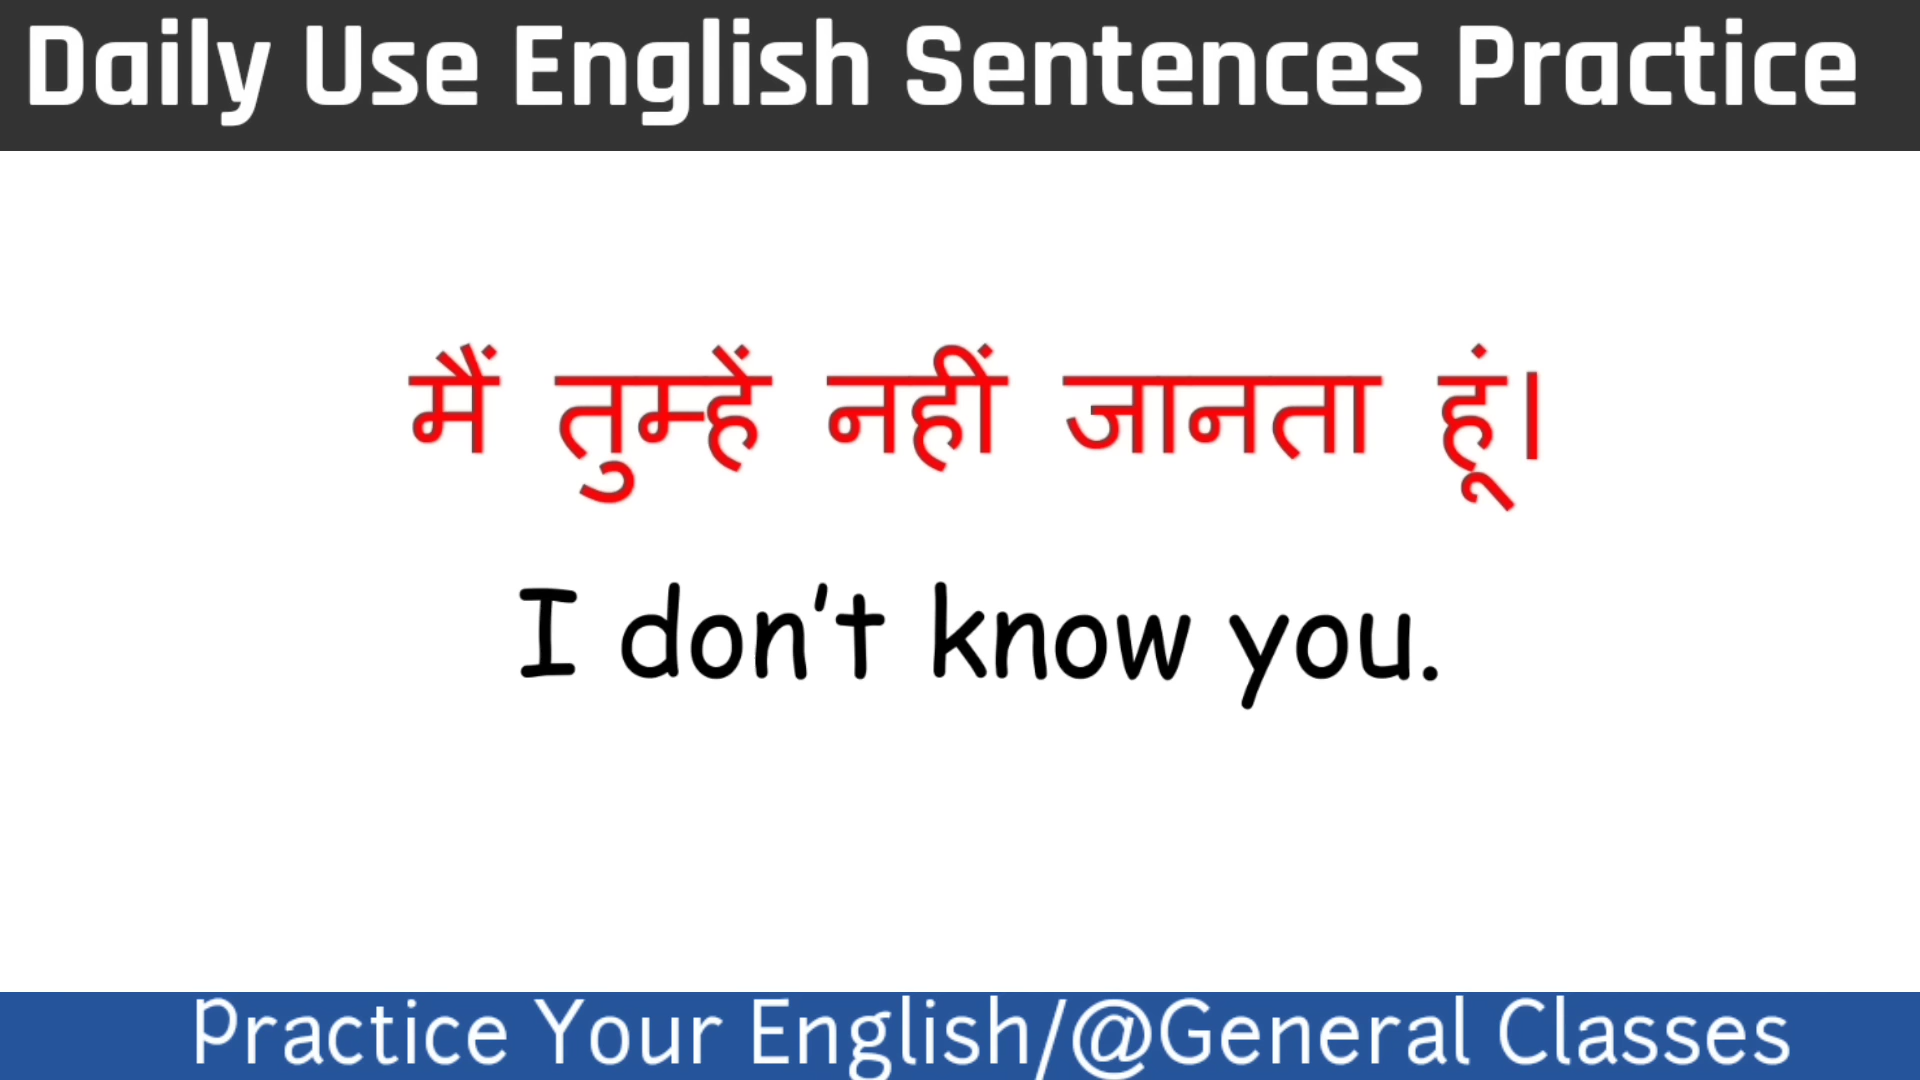 Daily Use English Sentences Practice
मैं तुम्हें नहीं जानता हूं।
I don't know you.
Practice Your English/@General Classes